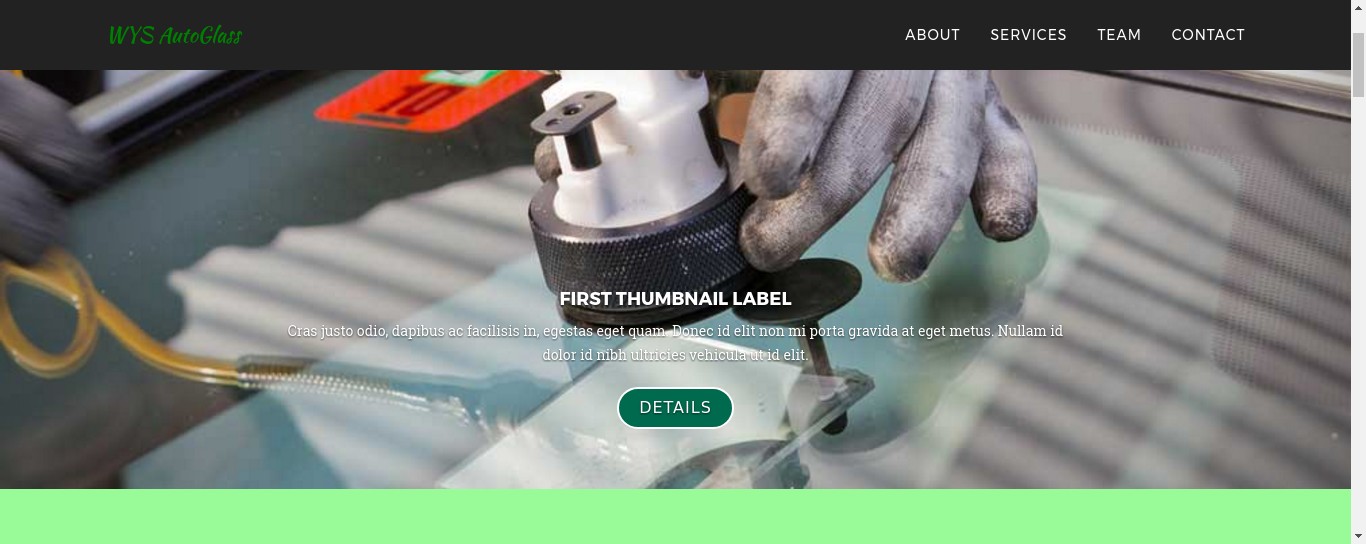 WYS AutoGlass
ABOUT SERVICES TEAM CONTACT
FIRST THUMBNAIL LABEL
Cras justo odio, dapibus ac facilisis in, egestas eget quam. Donec id elit non mi porta gravida at eget metus. Nullam id
dolor id nibh ultricies vehicula ut id elit.
DETAILS